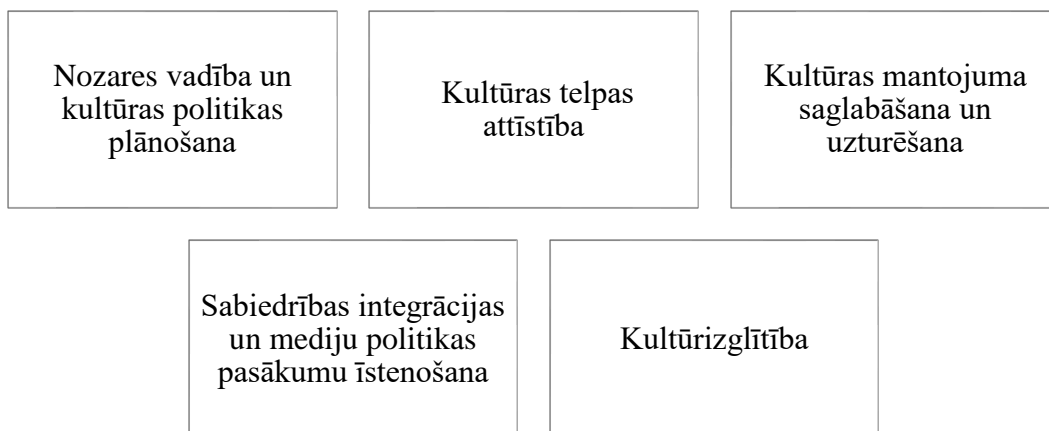 Nozares vadība un
kultūras politikas
plānošana
Kultūras telpas
attīstība
Kultūras mantojuma
saglabāšana un
uzturēšana
Sabiedrības integrācijas
un mediju politikas
pasākumu īstenošana
Kultūrizglītība